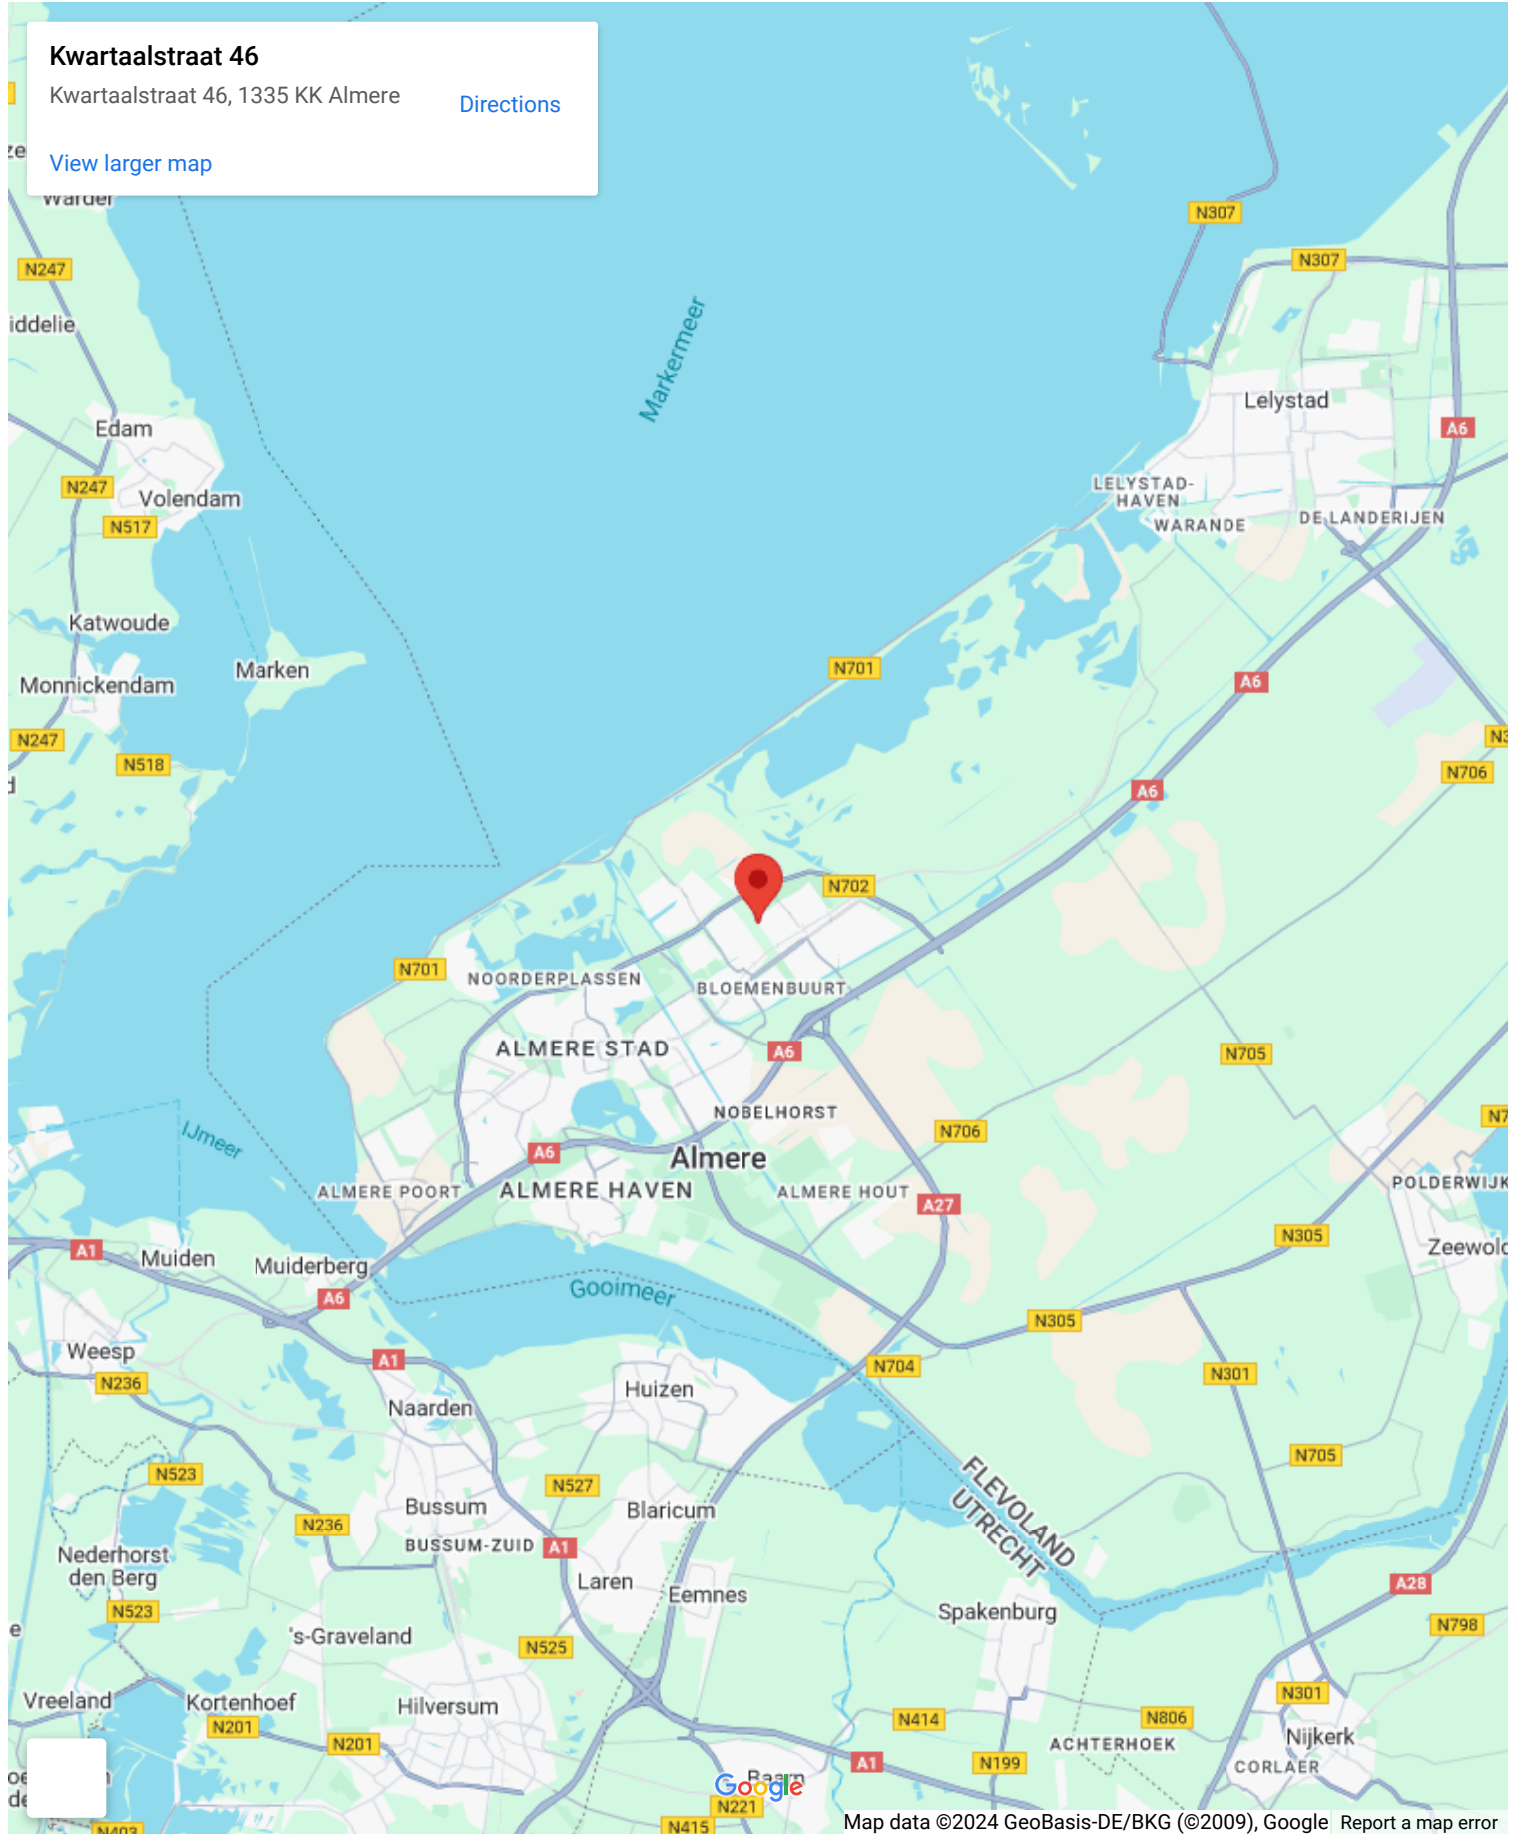 Kwartaalstraat 46
Kwartaalstraat 46, 1335 KK Almere
Directions
View larger map
Warder
N307
N247
N307
iddelie
Markermeer
Lelystad
Edam
A6
N247
LELYSTAD-
HAVEN
Volendam
WARANDE
DE LANDERIJEN
N517
Katwoude
Marken
N701
Monnickendam
A6
N247
N518
N706
A6
N702
N701
NOORDERPLASSEN
BLOEMENBUURT
ALMERE STAD
A6
N705
NOBELHORST
IJmeer
N706
A6
Almere
ALMERE POORT
ALMERE HAVEN
ALMERE HOUT
POLDERWIJK
A27
N305
A1
Muiden
Muiderberg
Zeewold
Gooimeer
A6
N305
Weesp
A1
N704
N301
N236
Huizen
Naarden
N705
N523
N527
FLEVOLAND
UTRECHT
Bussum
Blaricum
N236
BUSSUM-ZUID
A1
Nederhorst
den Berg
Laren
Eemnes
A28
N523
Spakenburg
N798
's-Graveland
N525
Vreeland
Kortenhoef
Hilversum
N301
N201
N414
N806
Nijkerk
N201
ACHTERHOEK
A1
N199
CORLAER
Baarn
Google
N221
N403
N415
Map data ©2024 GeoBasis-DE/BKG (©2009), Google
Report a map error